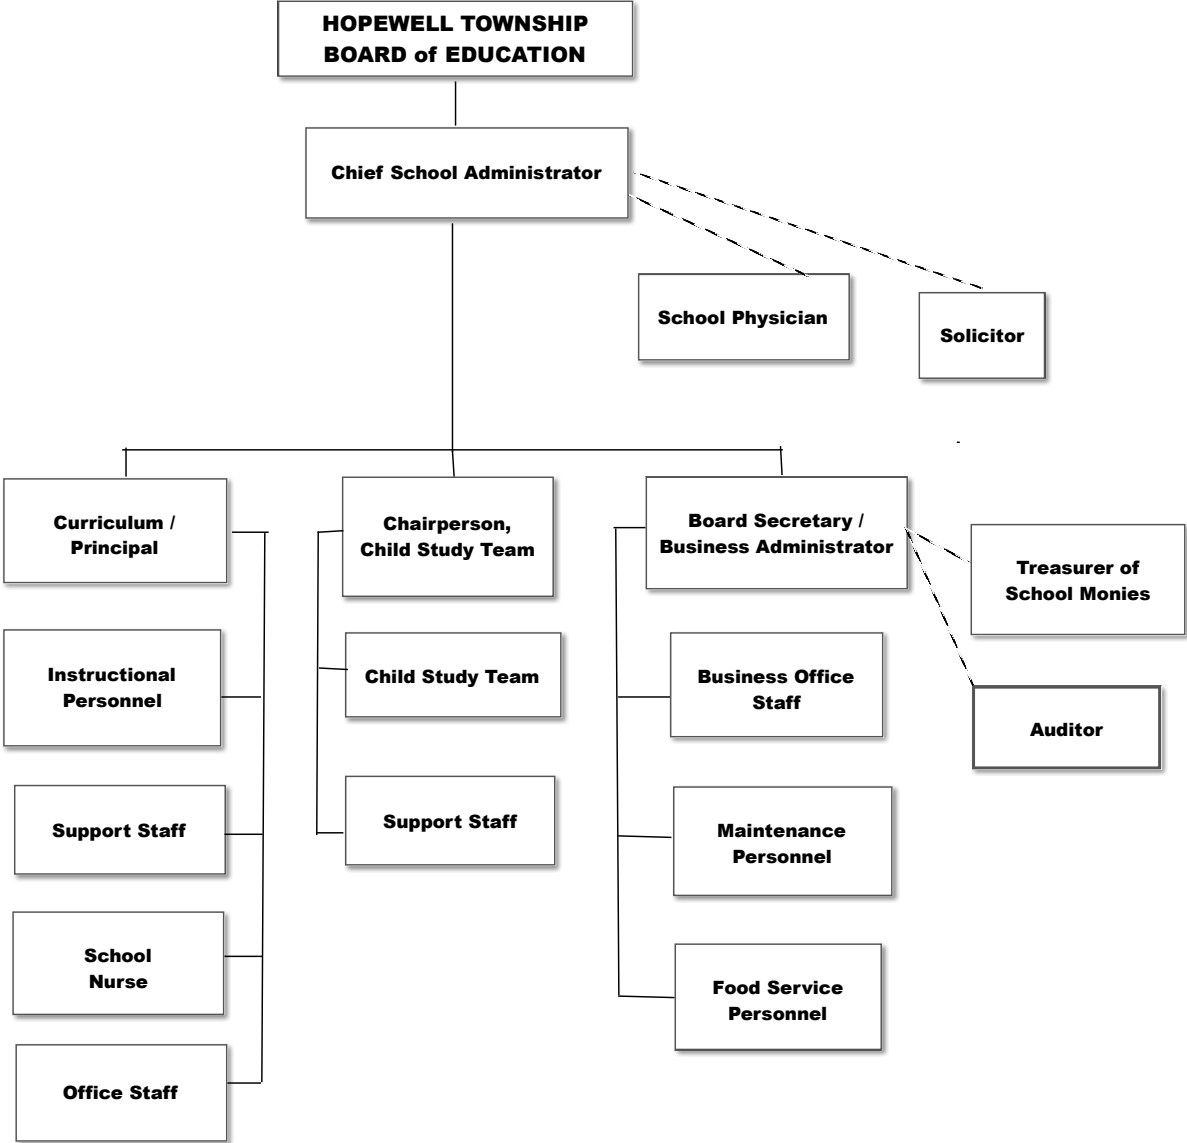 HOPEWELL TOWNSHIP
BOARD of EDUCATION
Chief School Administrator
School Physician
Solicitor
Curriculum /
Principal
Chairperson,
Child Study Team
Board Secretary /
Business Administrator
Treasurer of
School Monies
Instructional
Personnel
Child Study Team
Business Office
Staff
Auditor
Support Staff
Support Staff
Maintenance
Personnel
School
Nurse
Food Service
Personnel
Office Staff